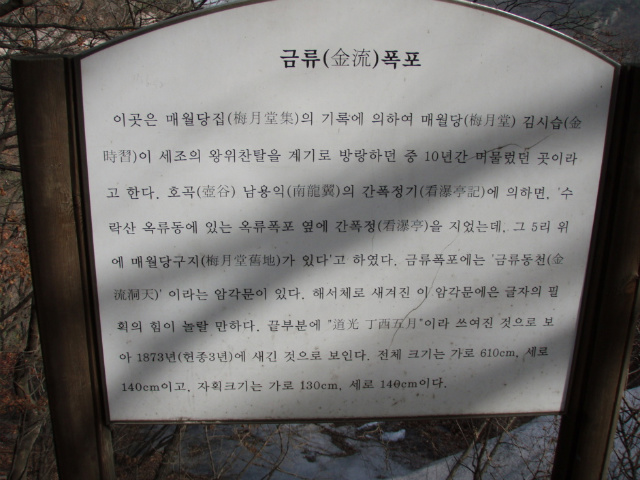 금류(金流)폭포
이곳은 매월당집(梅月堂集)의 기록에 의하여 매월당(梅月堂) 김시습(金
時習)이 세조의 왕위찬탈을 계기로 방랑하던 중 10년간 머물렀던 곳이라
고 한다. 호곡(壺谷) 남용익(南龍翼)의 간폭정기(看瀑亭記)에 의하면, '수
락산 옥류동에 있는 옥류폭포 옆에 간폭정(看瀑亭)을 지었는데, 그 5리 위
에 매월당구지(梅月堂舊地)가 있다'고 하였다. 금류폭포에는 '금류동천(金
流洞天)' 이라는 암각문이 있다. 해서체로 새겨진 이 암각문에은 글자의 필
획의 힘이 놀랄 만하다. 끝부분에 "道光 丁酉五月"이라 쓰여진 것으로 보
아 1873년(헌종3년)에 새긴 것으로 보인다. 전체 크기는 가로 610cm, 세로
140cm이고, 자획크기는 가로 130cm, 세로 140cm이다.